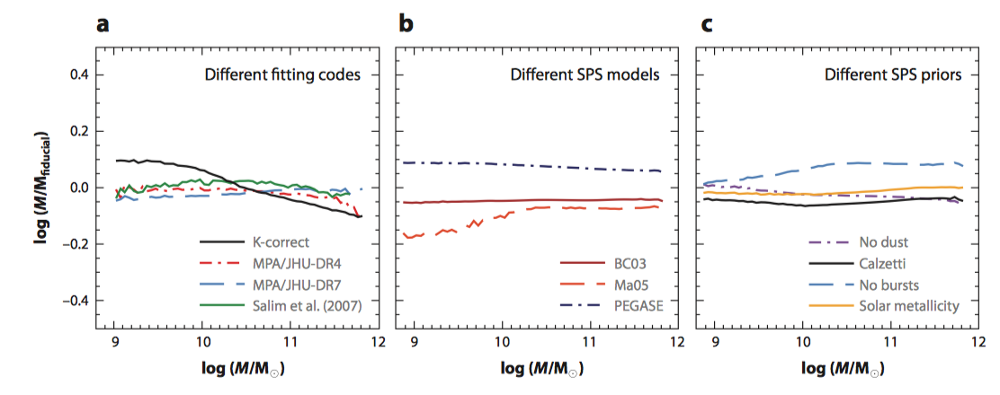 a
b
c
Different fitting codes
Different SPS models
Different SPS priors
log (M/Mfiducial)
0.4
0.2
0.0
–0.2
–0.4
K-correct
MPA/JHU-DR4
MPA/JHU-DR7
Salim et al. (2007)
BC03
Ma05
PEGASE
No dust
Calzetti
No bursts
Solar metallicity
9 10 11 12
9 10 11 12
9 10 11 12
log (M/M☉)
log (M/M☉)
log (M/M☉)